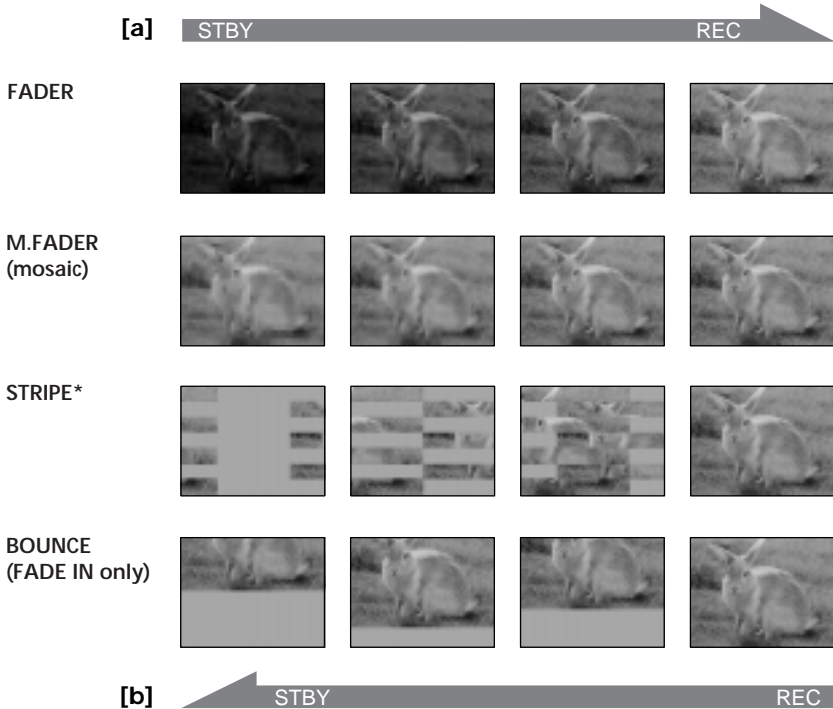 [a] STBY REC
FADER
M.FADER
(mosaic)
STRIPE*
BOUNCE
(FADE IN only)
[b] STBY REC